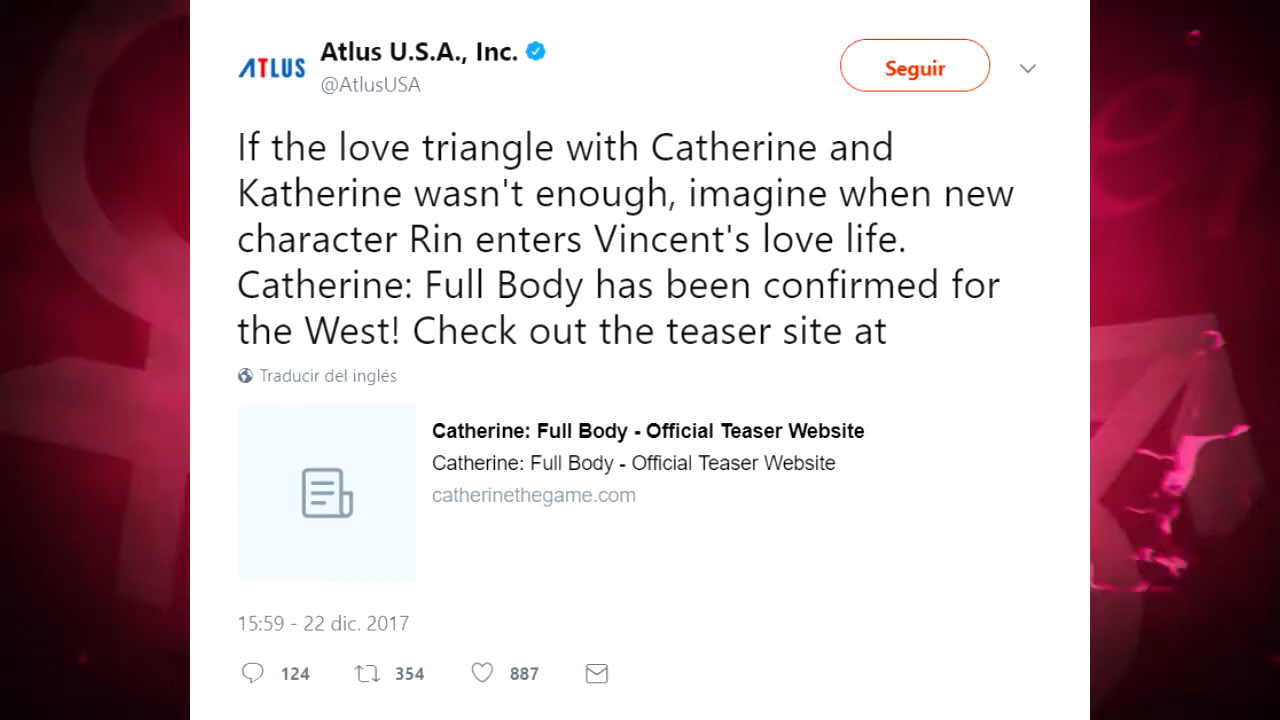 ATLUS
Atlus U.S.A., Inc.
@AtlusUSA
Seguir
If the love triangle with Catherine and
Katherine wasn't enough, imagine when new
character Rin enters Vincent's love life.
Catherine: Full Body has been confirmed for
the West! Check out the teaser site at
Traducir del inglés
Catherine: Full Body - Official Teaser Website
Catherine: Full Body - Official Teaser Website
catherinethegame.com
15:59 - 22 dic. 2017
124 354 887